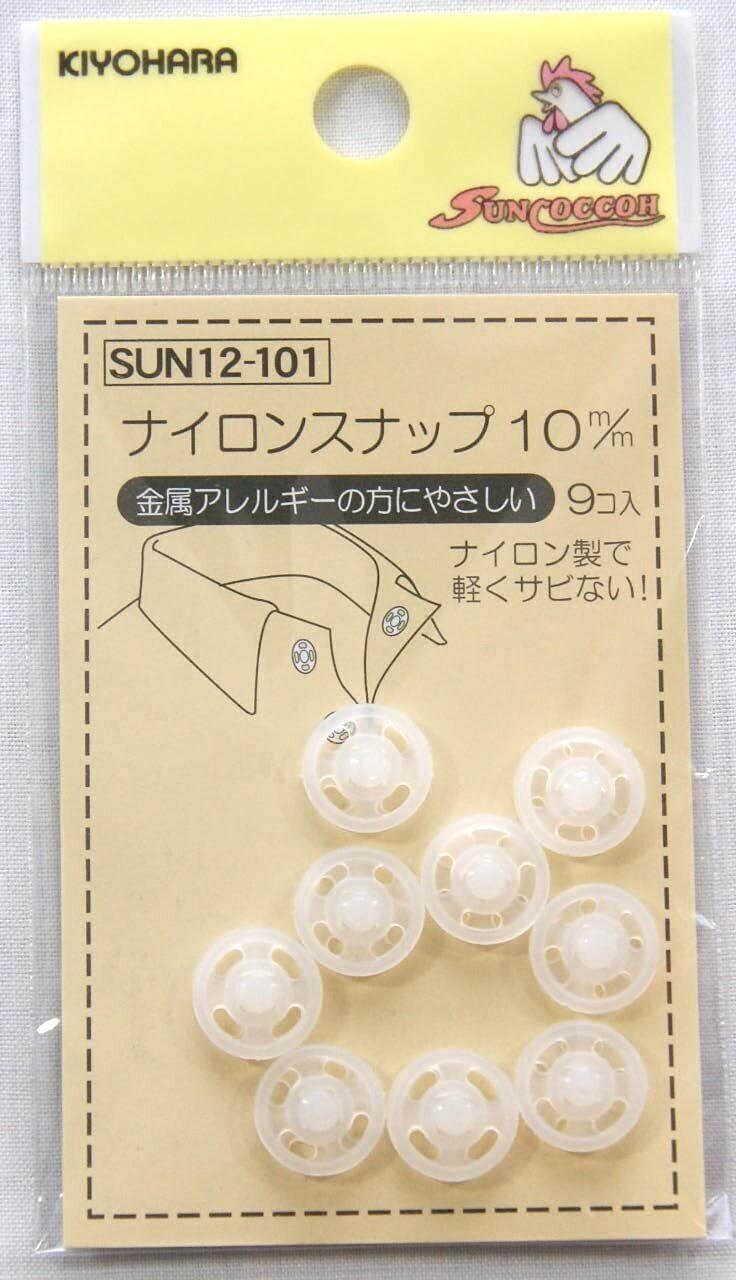 KIYOHARA
SUNCOCCOH
SUN12-101
ナイロンスナップ 10m/m
金属アレルギーの方にやさしい 9コ入
ナイロン製で
軽くサビない!